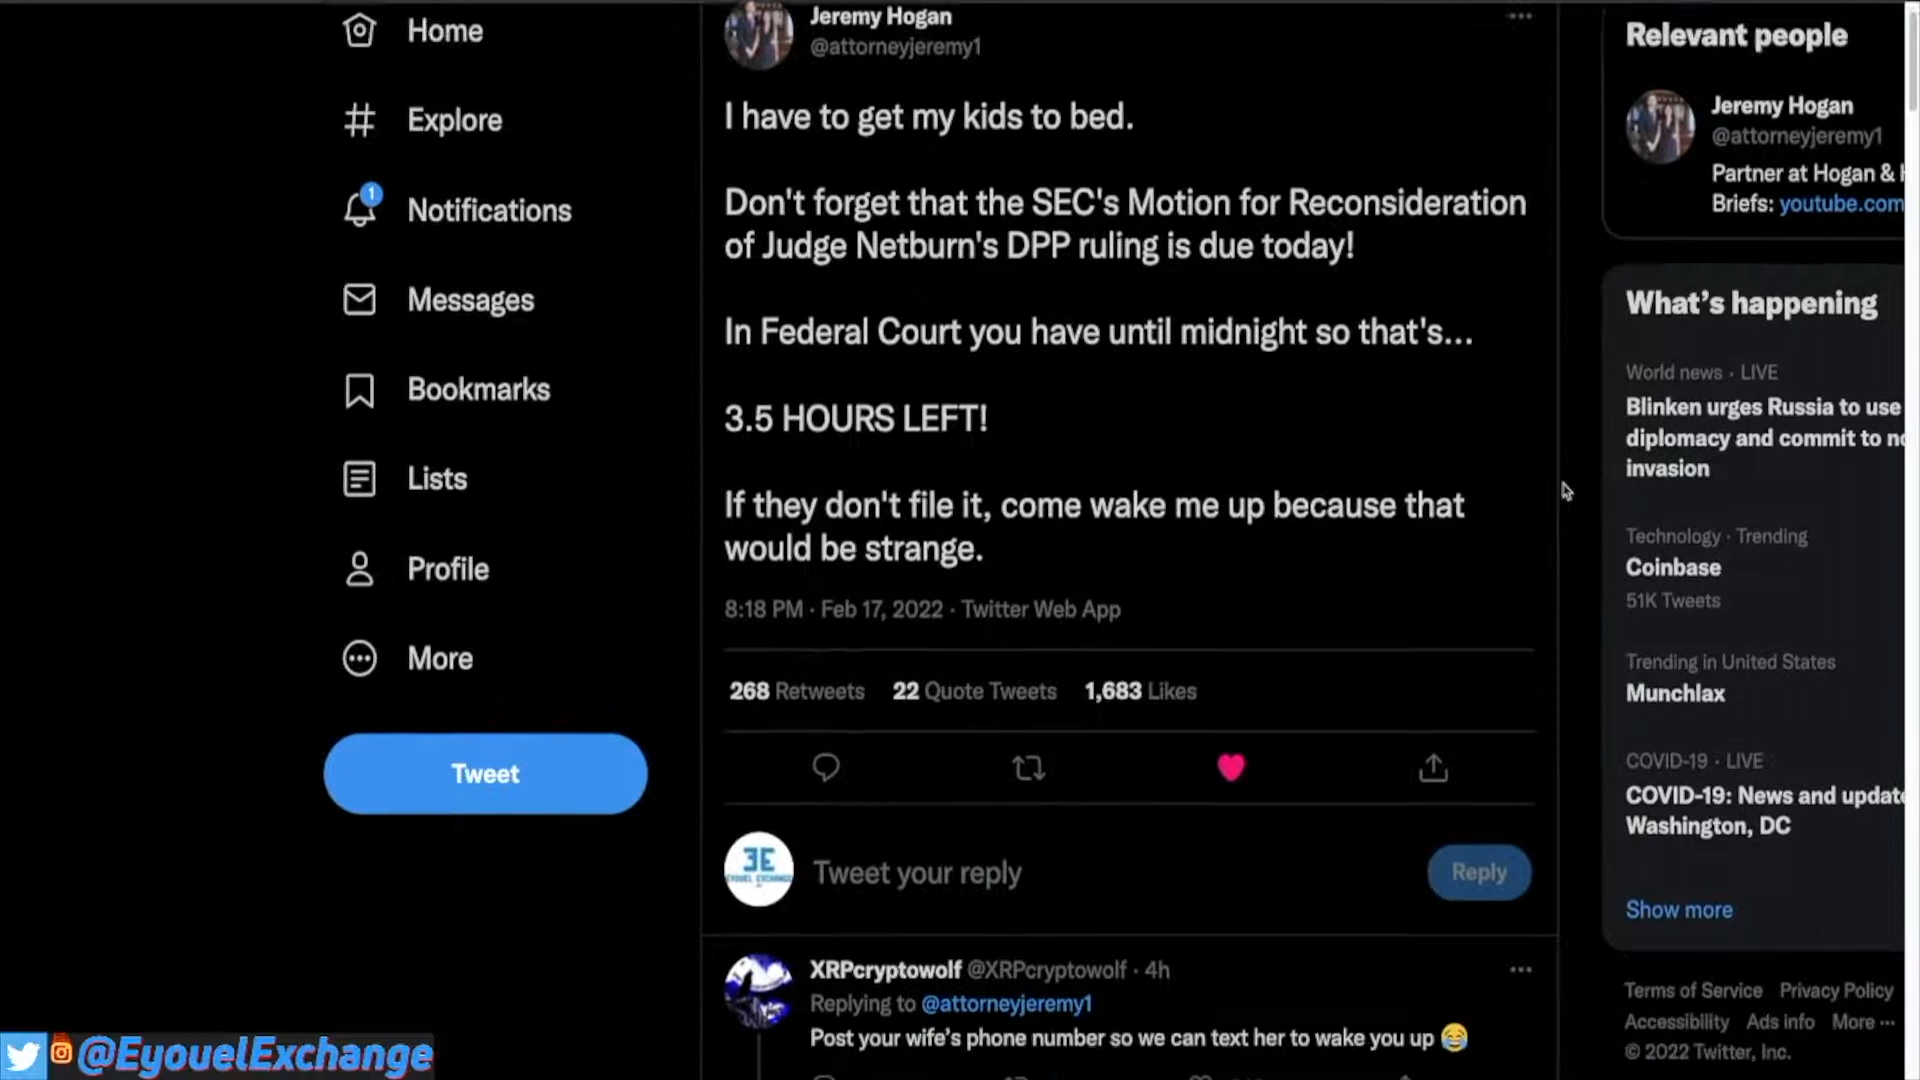 Home
Explore
1
Notifications
Messages
Bookmarks
Lists
Profile
More
Tweet
Jeremy Hogan
@attorneyjeremy1
I have to get my kids to bed.
Don't forget that the SEC's Motion for Reconsideration
of Judge Netburn's DPP ruling is due today!
In Federal Court you have until midnight so that's...
3.5 HOURS LEFT!
If they don't file it, come wake me up because that
would be strange.
8:18 PM · Feb 17, 2022 · Twitter Web App
268 Retweets 22 Quote Tweets 1,683 Likes
Tweet your reply
Reply
XRPcryptowolf @XRPcryptowolf · 4h
Replying to @attorneyjeremy1
Post your wife's phone number so we can text her to wake you up 😂
Relevant people
Jeremy Hogan
@attorneyjeremy1
Partner at Hogan &
Briefs: youtube.com
What's happening
World news · LIVE
Blinken urges Russia to use
diplomacy and commit to
invasion
Technology · Trending
Coinbase
51K Tweets
Trending in United States
Munchlax
COVID-19 · LIVE
COVID-19: News and update
Washington, DC
Show more
Terms of Service Privacy Policy
Accessibility Ads info More ···
© 2022 Twitter, Inc.
@EyouelExchange